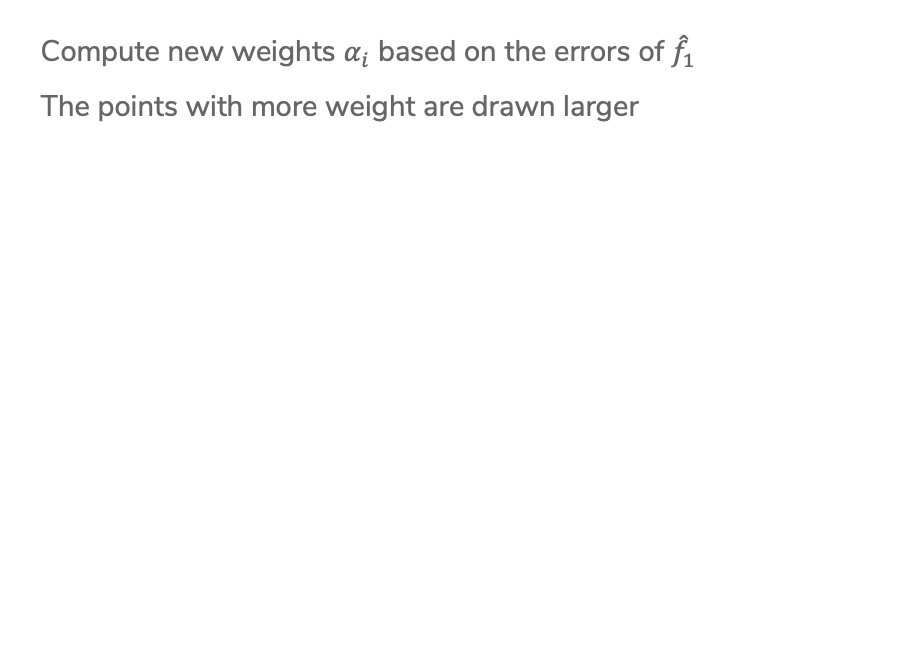 Compute new weights αᵢ based on the errors of f̂₁
The points with more weight are drawn larger